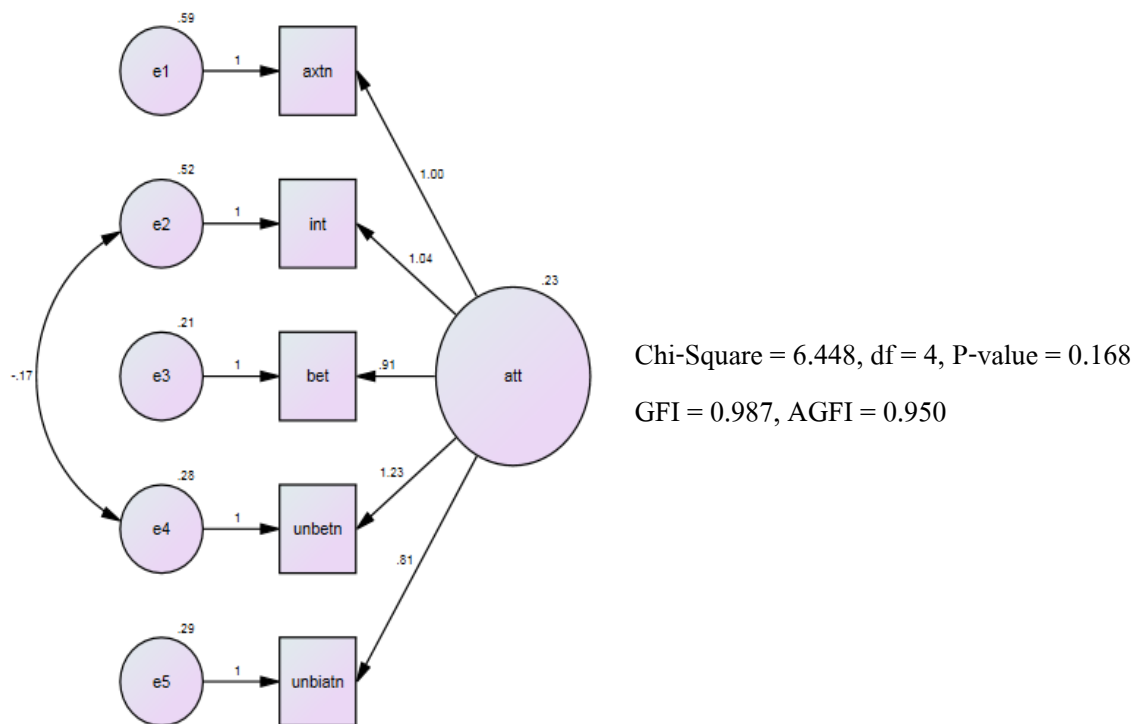 .59
e1
1
axtn
1.00
.52
e2
1
int
1.04
.23
-.17
.21
e3
1
bet
.91
att
.28
e4
1
unbetn
1.23
.29
e5
1
unbiatn
.81
Chi-Square = 6.448, df = 4, P-value = 0.168
GFI = 0.987, AGFI = 0.950